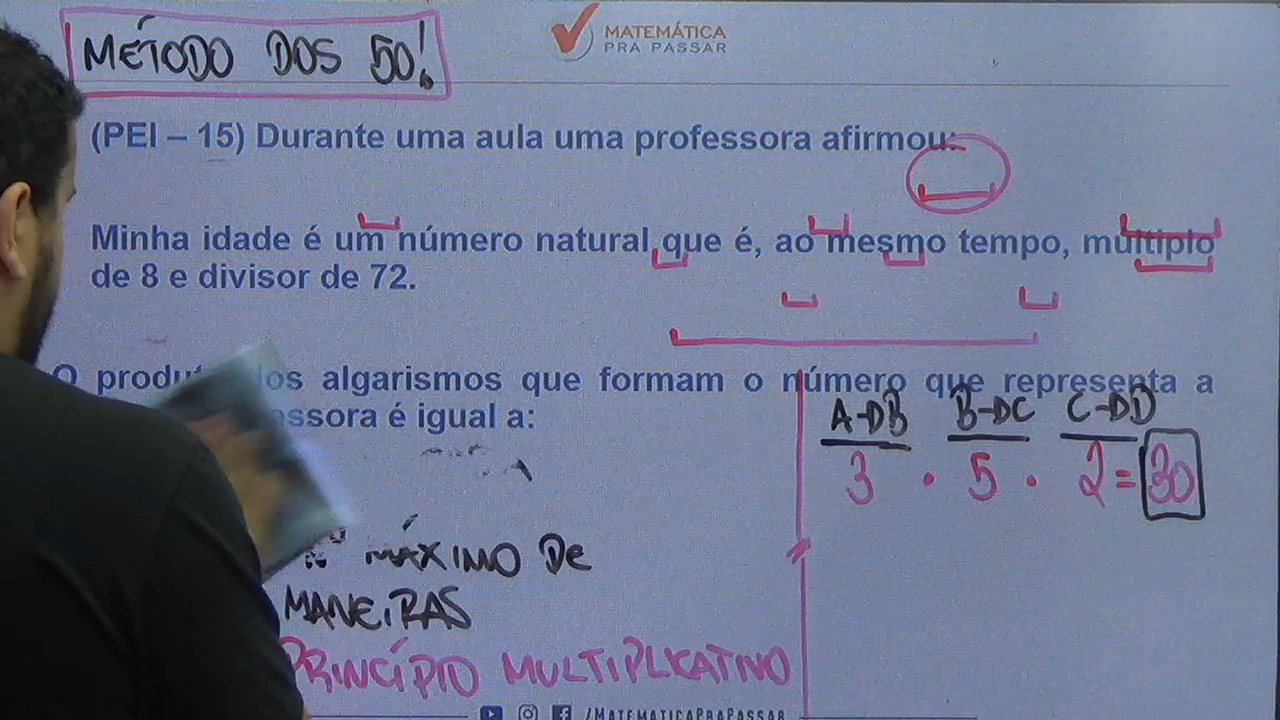 MÉTODO DOS 50!
MATEMÁTICA
PRA PASSAR
(PEI – 15) Durante uma aula uma professora afirmou:
Minha idade é um número natural que é, ao mesmo tempo, múltiplo
de 8 e divisor de 72.
O dos algarismos que formam o número que representa a
é igual a:
A-DB B-DC C-DD
3 . 5 . 2 = 30
Nº MÁXIMO DE
MANEIRAS
PRINCÍPIO MULTIPLICATIVO
/MATEMATICAPRAPASSAR